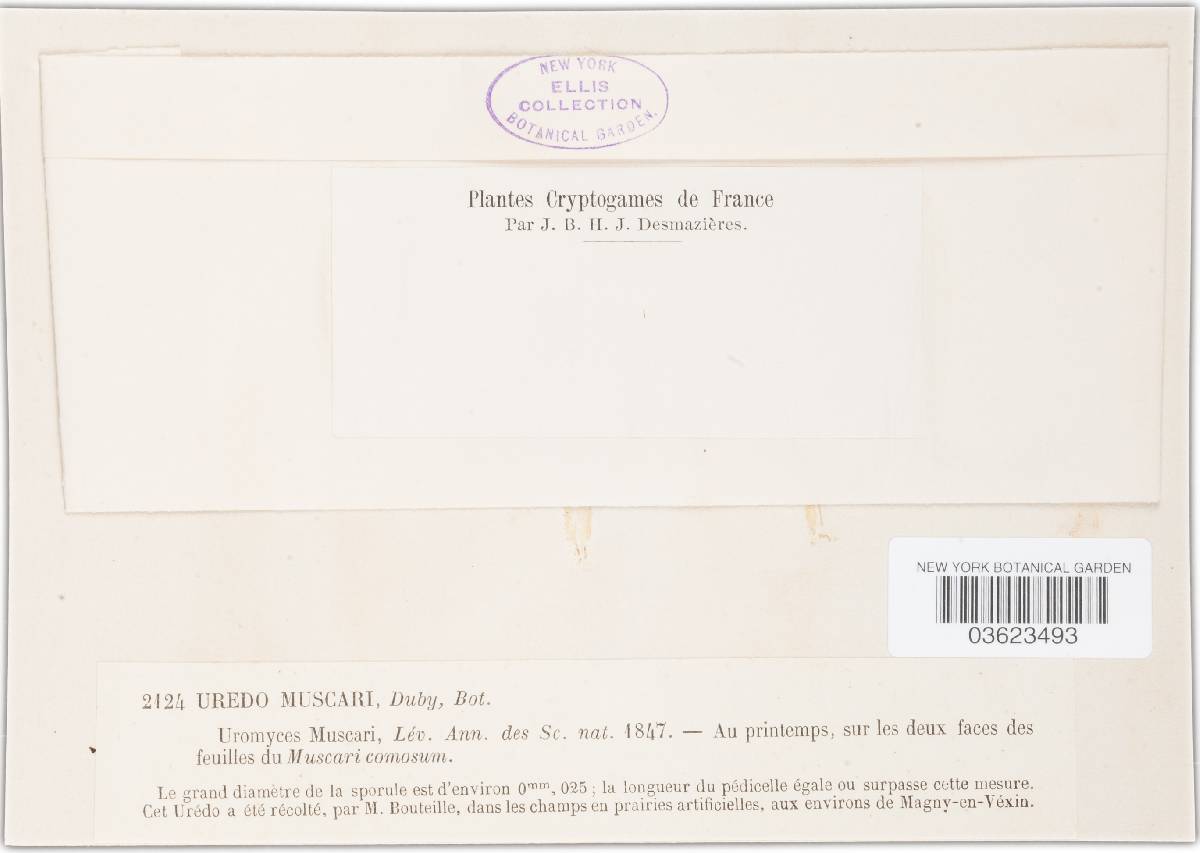 NEW YORK
ELLIS
COLLECTION
BOTANICAL GARDEN.
Plantes Cryptogames de France
Par J. B. H. J. Desmazières.
NEW YORK BOTANICAL GARDEN
03623493
2124 UREDO MUSCARI, Duby, Bot.
Uromyces Muscari, Lév. Ann. des Sc. nat. 1847. — Au printemps, sur les deux faces des
feuilles du Muscari comosum.
Le grand diamètre de la sporule est d'environ 0mm, 025 ; la longueur du pédicelle égale ou surpasse cette mesure.
Cet Urédo a été récolté, par M. Bouteille, dans les champs en prairies artificielles, aux environs de Magny-en-Véxin.